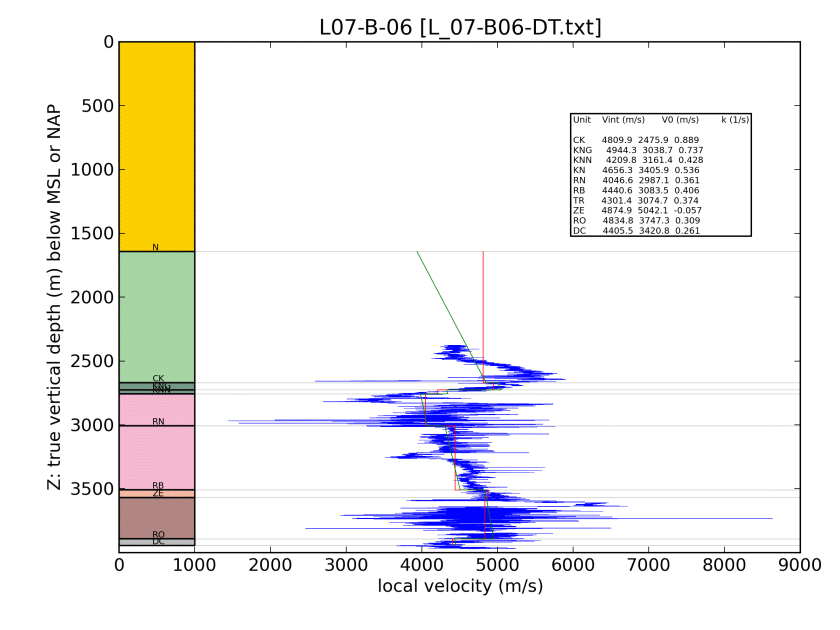 L07-B-06 [L_07-B06-DT.txt]
Z: true vertical depth (m) below MSL or NAP
0
500
1000
1500
2000
2500
3000
3500
N
CK
KNG
KNN
RN
RB
ZE
RO
DC
Unit Vint (m/s) V0 (m/s) k (1/s)
CK 4809.9 2475.9 0.889
KNG 4944.3 3038.7 0.737
KNN 4209.8 3161.4 0.428
KN 4656.3 3405.9 0.536
RN 4046.6 2987.1 0.361
RB 4440.6 3083.5 0.406
TR 4301.4 3074.7 0.374
ZE 4874.9 5042.1 -0.057
RO 4834.8 3747.3 0.309
DC 4405.5 3420.8 0.261
0 1000 2000 3000 4000 5000 6000 7000 8000 9000
local velocity (m/s)